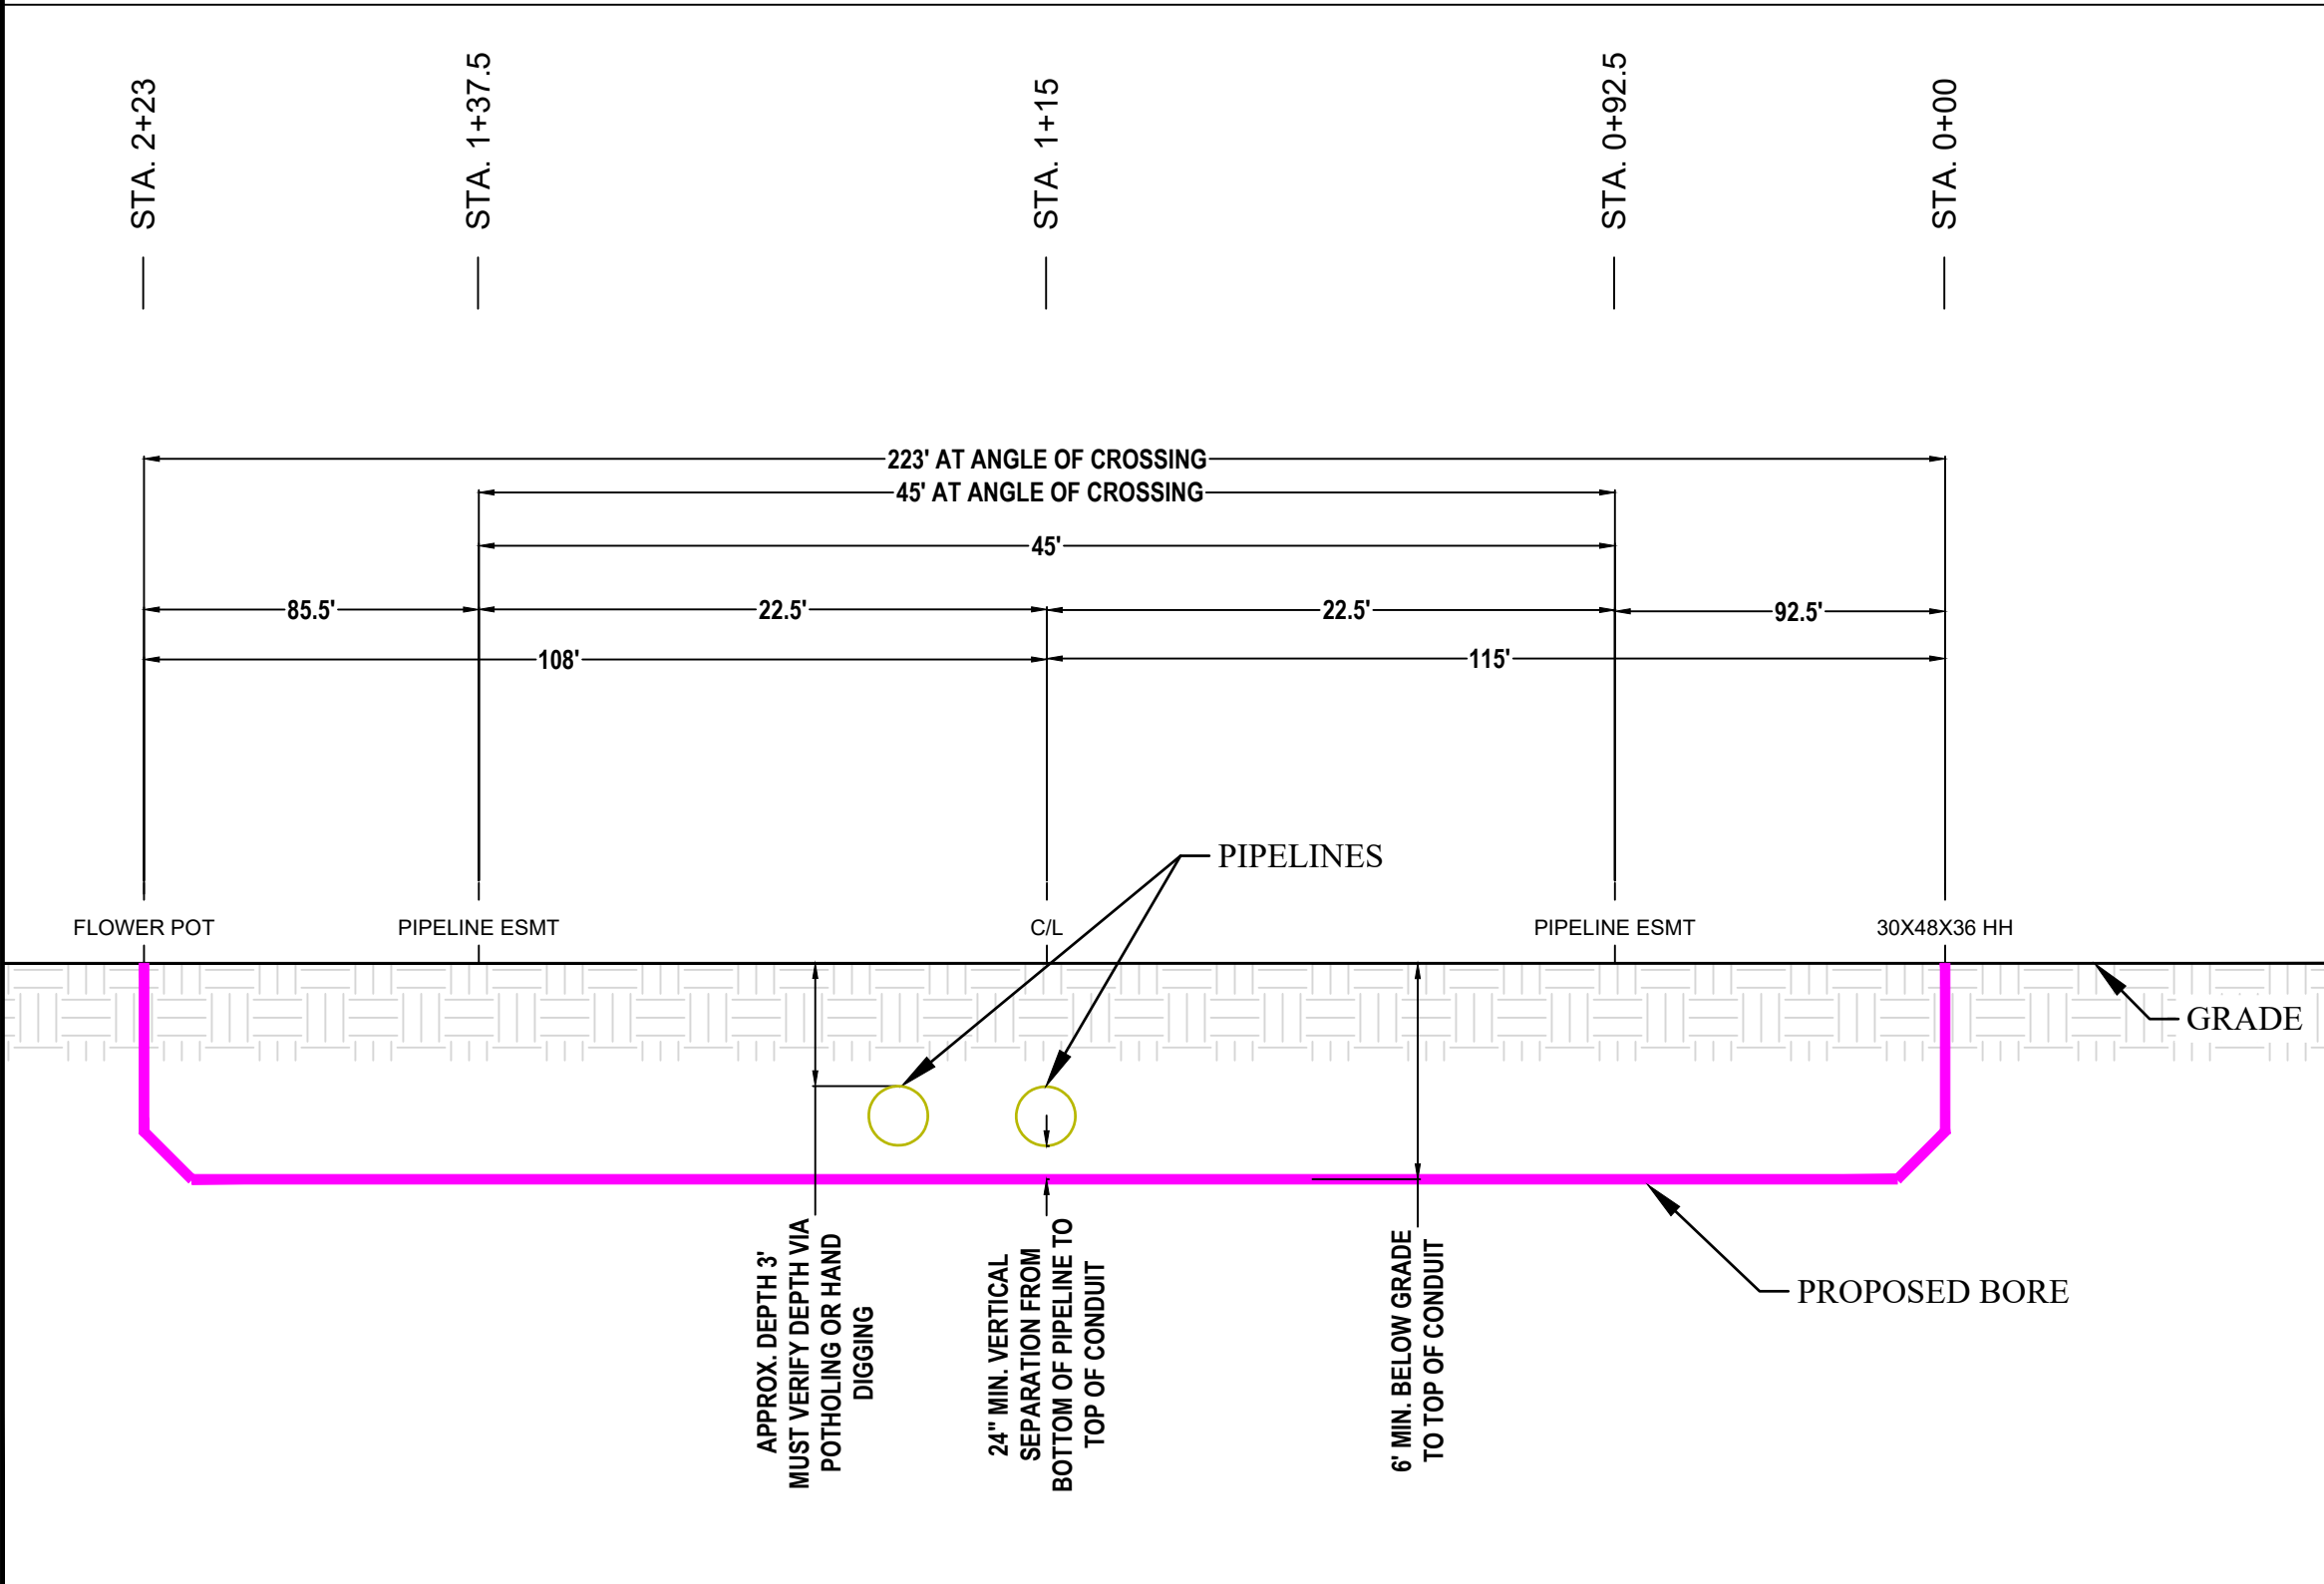 STA. 2+23
STA. 1+37.5
STA. 1+15
STA. 0+92.5
STA. 0+00
223' AT ANGLE OF CROSSING
45' AT ANGLE OF CROSSING
45'
85.5'
22.5'
22.5'
92.5'
108'
115'
PIPELINES
FLOWER POT
PIPELINE ESMT
C/L
PIPELINE ESMT
30X48X36 HH
GRADE
APPROX. DEPTH 3'
MUST VERIFY DEPTH VIA
POTHOLING OR HAND
DIGGING
24" MIN. VERTICAL
SEPARATION FROM
BOTTOM OF PIPELINE TO
TOP OF CONDUIT
6' MIN. BELOW GRADE
TO TOP OF CONDUIT
PROPOSED BORE